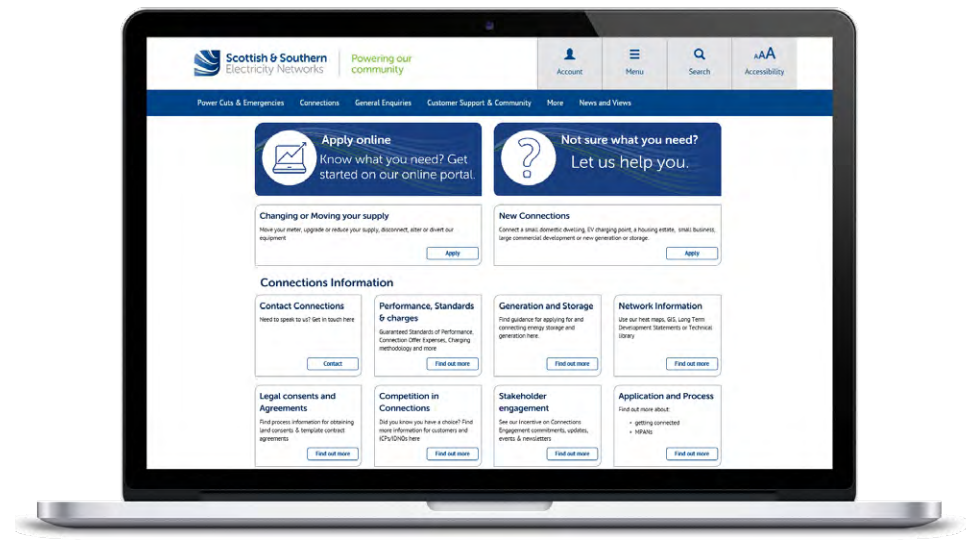 Scottish & Southern
Electricity Networks
Powering our
community
Account
Menu
Search
AAA
Accessibility
Power Cuts & Emergencies
Connections
General Enquiries
Customer Support & Community
More
News and Views
Apply online
Know what you need? Get
started on our online portal.
Not sure what you need?
Let us help you.
Changing or Moving your supply
Move your meter, upgrade or reduce your supply, disconnect, alter or divert our
equipment
Apply
New Connections
Connect a small domestic dwelling, EV charging point, a housing estate, small business,
large commercial development or new generation or storage.
Apply
Connections Information
Contact Connections
Need to speak to us? Get in touch here
Contact
Performance, Standards
& charges
Guaranteed Standards of Performance,
Connection Offer Expenses, Charging
methodology and more
Find out more
Generation and Storage
Find guidance for applying for and
connecting energy storage and
generation here.
Find out more
Network Information
Use our heat maps, GIS, Long Term
Development Statements or Technical
library
Find out more
Legal consents and
Agreements
Find process information for obtaining
land consents & template contract
agreements
Find out more
Competition in
Connections
Did you know you have a choice? Find
more information for customers and
ICPs/IDNOs here
Find out more
Stakeholder
engagement
See our Incentive on Connections
Engagement commitments, updates,
events & newsletters
Find out more
Application and Process
Find out more about:
• getting connected
• MPANs
Find out more